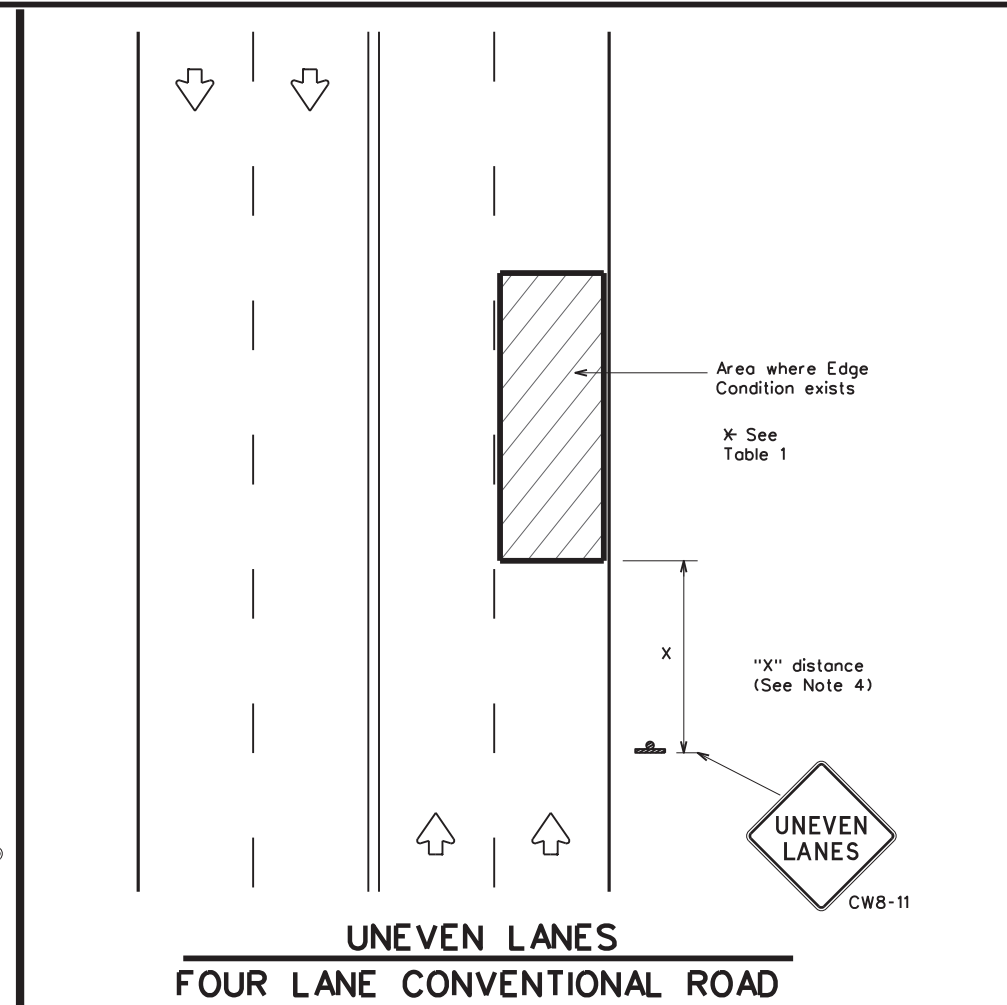 Area where Edge
Condition exists
X See
Table 1
X
"X" distance
(See Note 4)
UNEVEN
LANES
CW8-11
UNEVEN LANES
FOUR LANE CONVENTIONAL ROAD